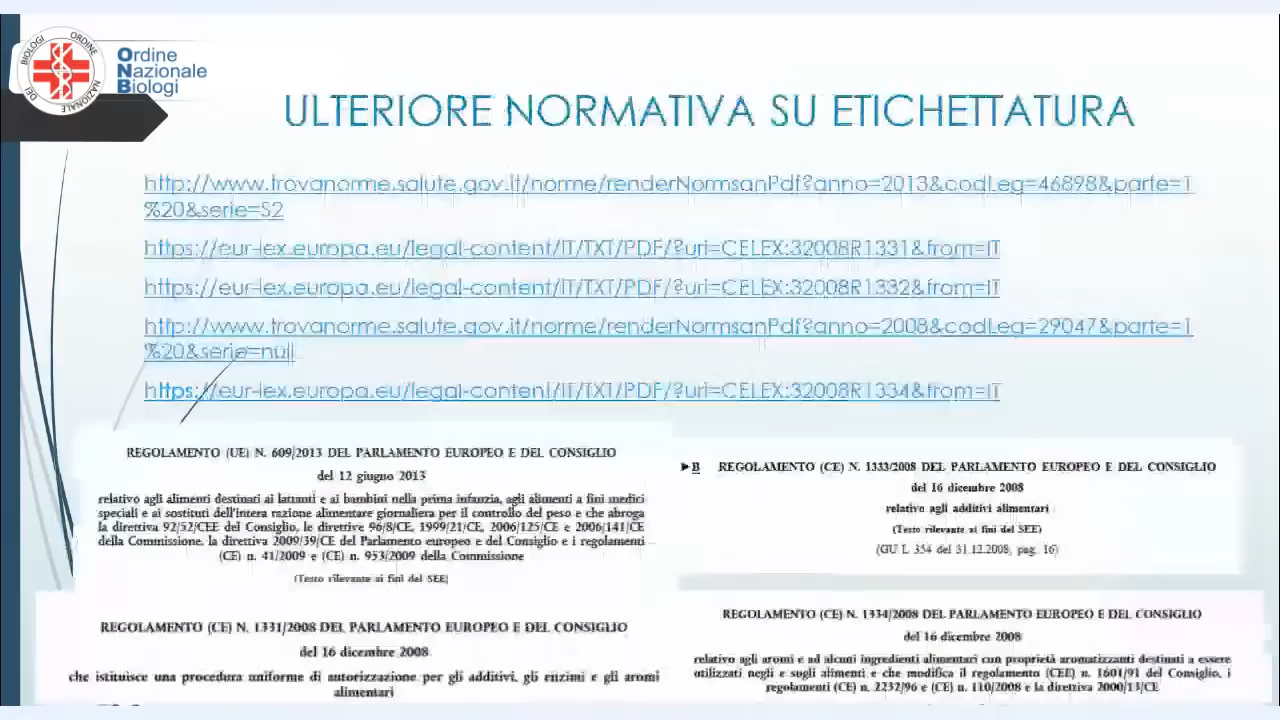 BIOLOGI ORDINE
DEI NAZIONALE
Ordine
Nazionale
Biologi
ULTERIORE NORMATIVA SU ETICHETTATURA
http://www.trovanorme.salute.gov.it/norme/renderNormsanPdf?anno=2013&codLeg=46898&parte=1
%20&serie=S2
https://eur-lex.europa.eu/legal-content/IT/TXT/PDF/?uri=CELEX:32008R1331&from=IT
https://eur-lex.europa.eu/legal-content/IT/TXT/PDF/?uri=CELEX:32008R1332&from=IT
http://www.trovanorme.salute.gov.it/norme/renderNormsanPdf?anno=2008&codLeg=29047&parte=1
%20&serie=null
https://eur-lex.europa.eu/legal-content/IT/TXT/PDF/?uri=CELEX:32008R1334&from=IT
REGOLAMENTO (UE) N. 609/2013 DEL PARLAMENTO EUROPEO E DEL CONSIGLIO
del 12 giugno 2013
relativo agli alimenti destinati ai lattanti e ai bambini nella prima infanzia, agli alimenti a fini medici
speciali e ai sostituti dell'intera razione alimentare giornaliera per il controllo del peso e che abroga
la direttiva 92/52/CEE del Consiglio, le direttive 96/8/CE, 1999/21/CE, 2006/125/CE e 2006/141/CE
della Commissione, la direttiva 2009/39/CE del Parlamento europeo e del Consiglio e i regolamenti
(CE) n. 41/2009 e (CE) n. 953/2009 della Commissione
(Testo rilevante ai fini del SEE)
►B REGOLAMENTO (CE) N. 1333/2008 DEL PARLAMENTO EUROPEO E DEL CONSIGLIO
del 16 dicembre 2008
relativo agli additivi alimentari
(Testo rilevante ai fini del SEE)
(GU L 354 del 31.12.2008, pag. 16)
REGOLAMENTO (CE) N. 1331/2008 DEL PARLAMENTO EUROPEO E DEL CONSIGLIO
del 16 dicembre 2008
che istituisce una procedura uniforme di autorizzazione per gli additivi, gli enzimi e gli aromi
alimentari
REGOLAMENTO (CE) N. 1334/2008 DEL PARLAMENTO EUROPEO E DEL CONSIGLIO
del 16 dicembre 2008
relativo agli aromi e ad alcuni ingredienti alimentari con proprietà aromatizzanti destinati a essere
utilizzati negli e sugli alimenti e che modifica il regolamento (CEE) n. 1601/91 del Consiglio, i
regolamenti (CE) n. 2232/96 e (CE) n. 110/2008 e la direttiva 2000/13/CE